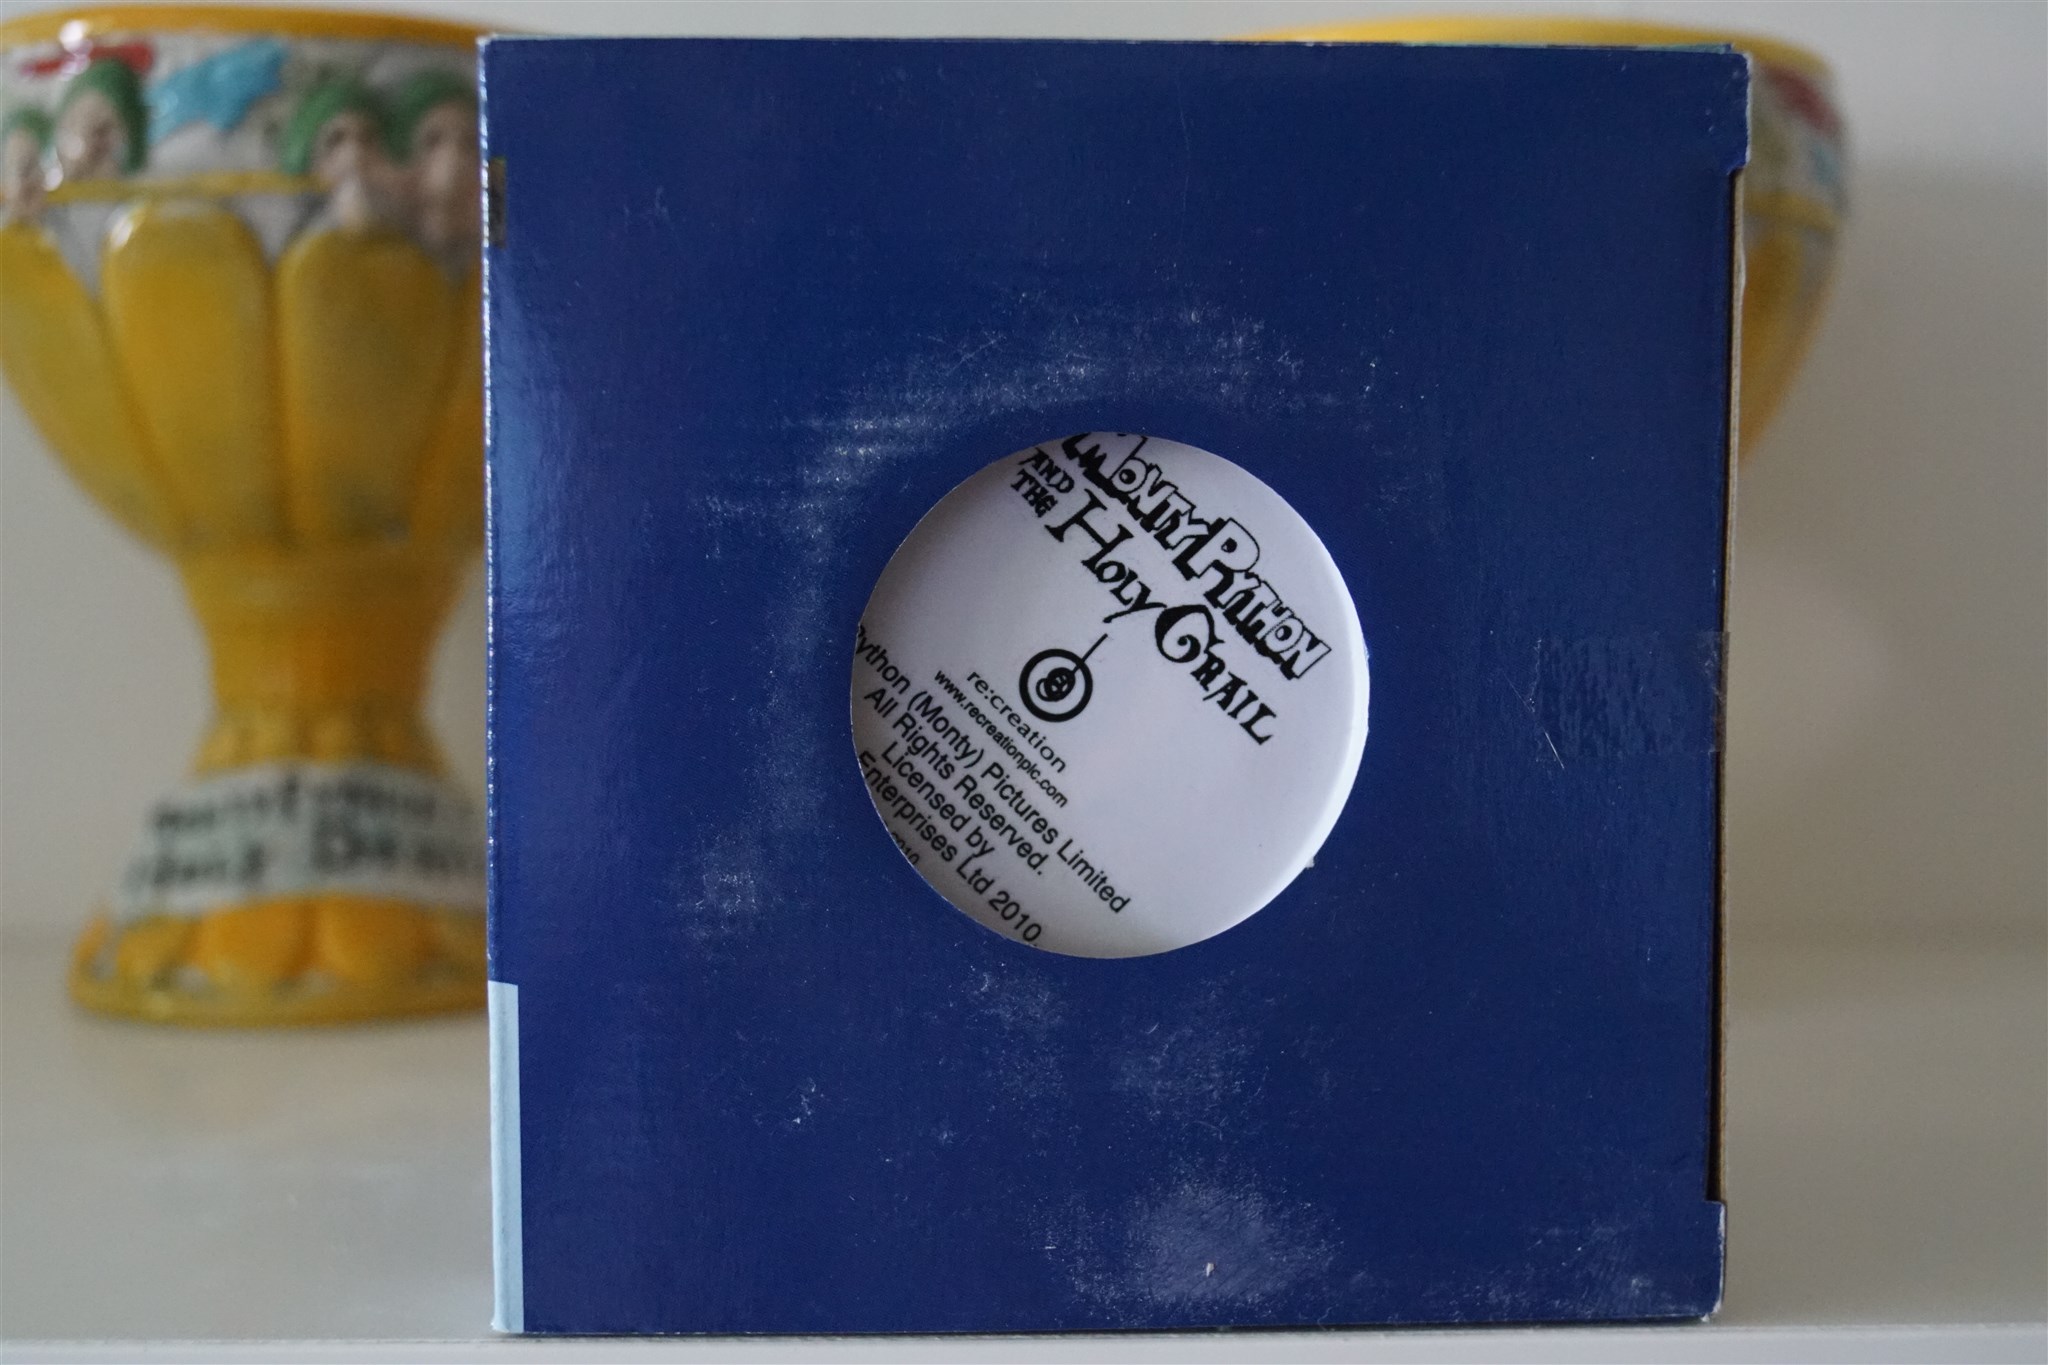 MONTY PYTHON
AND THE HOLY GRAIL
re:creation
www.recreationplc.com
Python (Monty) Pictures Limited
All Rights Reserved.
Licensed by
Enterprises Ltd 2010.
2010